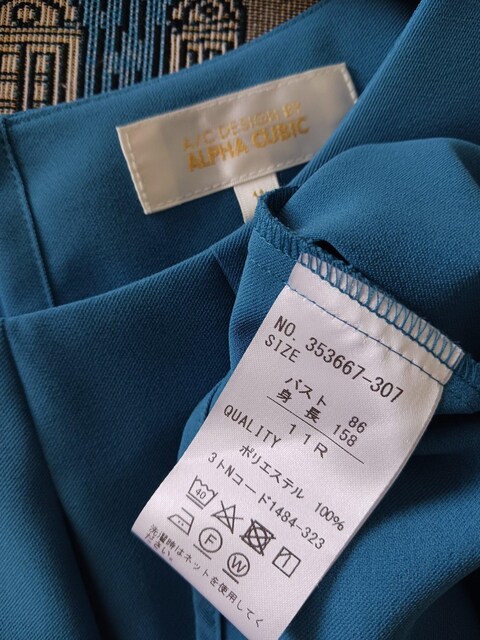 A/C DESIGN BY
ALPHA CUBIC
11
NO. 353667-307
SIZE
バスト 86
身長 158
11R
QUALITY
ポリエステル 100%
3トNコード1484-323
40
F W
洗濯時はネットを使用してく
ださい。